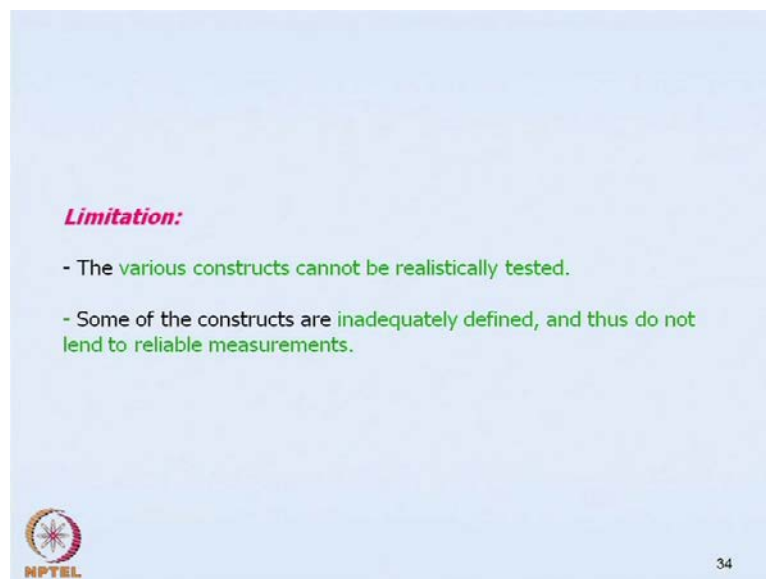 Limitation:
- The various constructs cannot be realistically tested.
- Some of the constructs are inadequately defined, and thus do not
lend to reliable measurements.
NPTEL
34